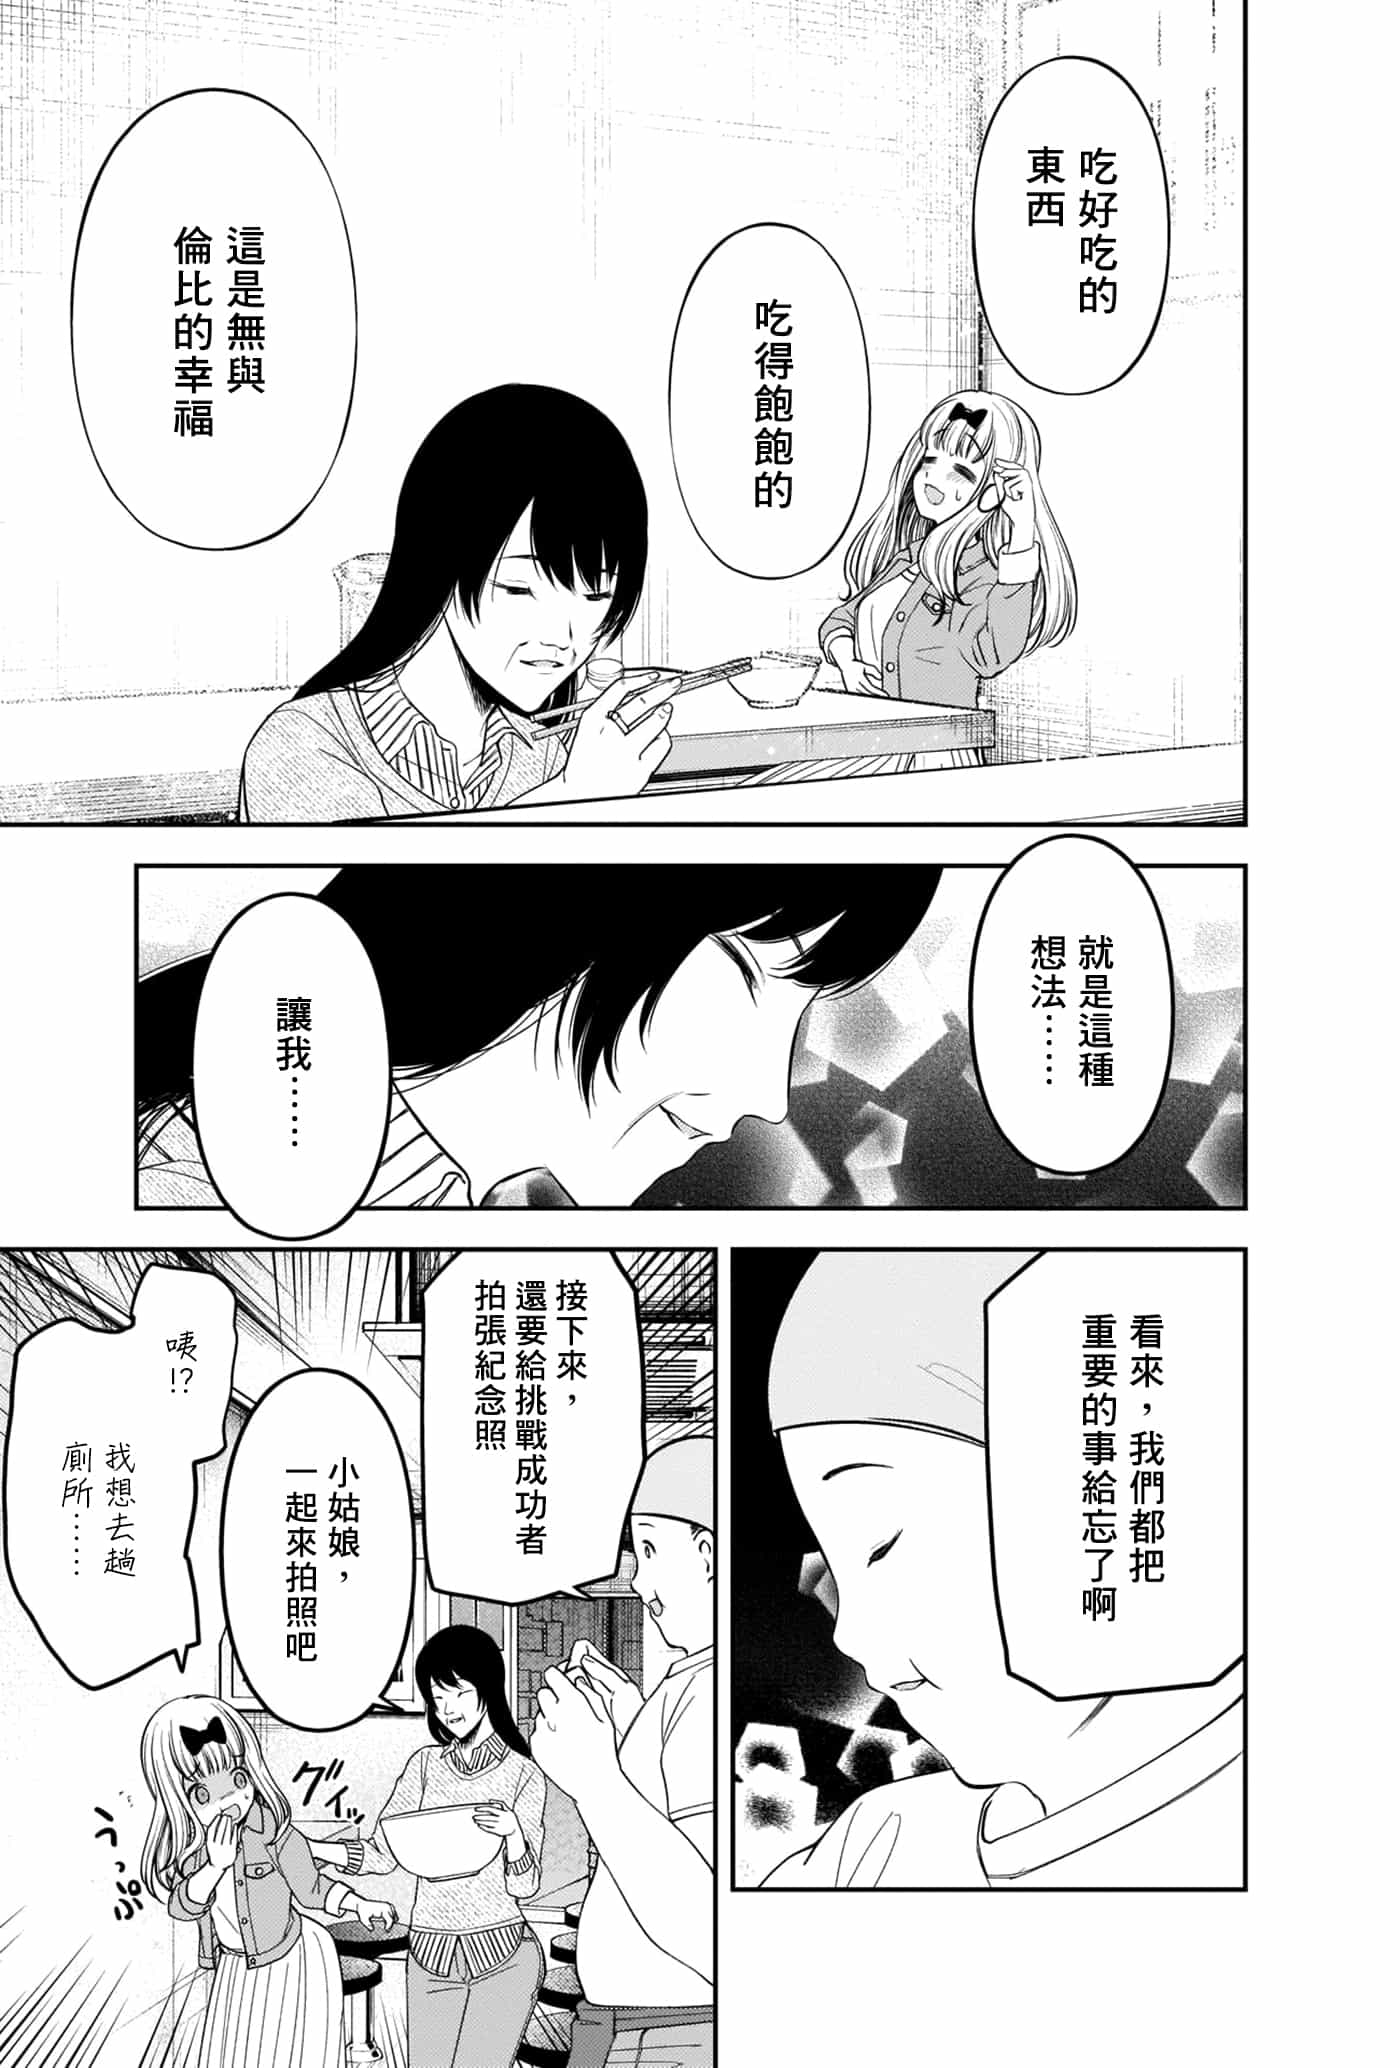 吃好吃的
東西
吃得飽飽的
這是無與
倫比的幸福
就是這種
想法……
讓我……
看來，我們都把
重要的事給忘了啊
接下來，
還要給挑戰成功者
拍張紀念照
小姑娘，
一起來拍照吧
咦!?
我想去趟
廁所……
グイッ
うっぷ